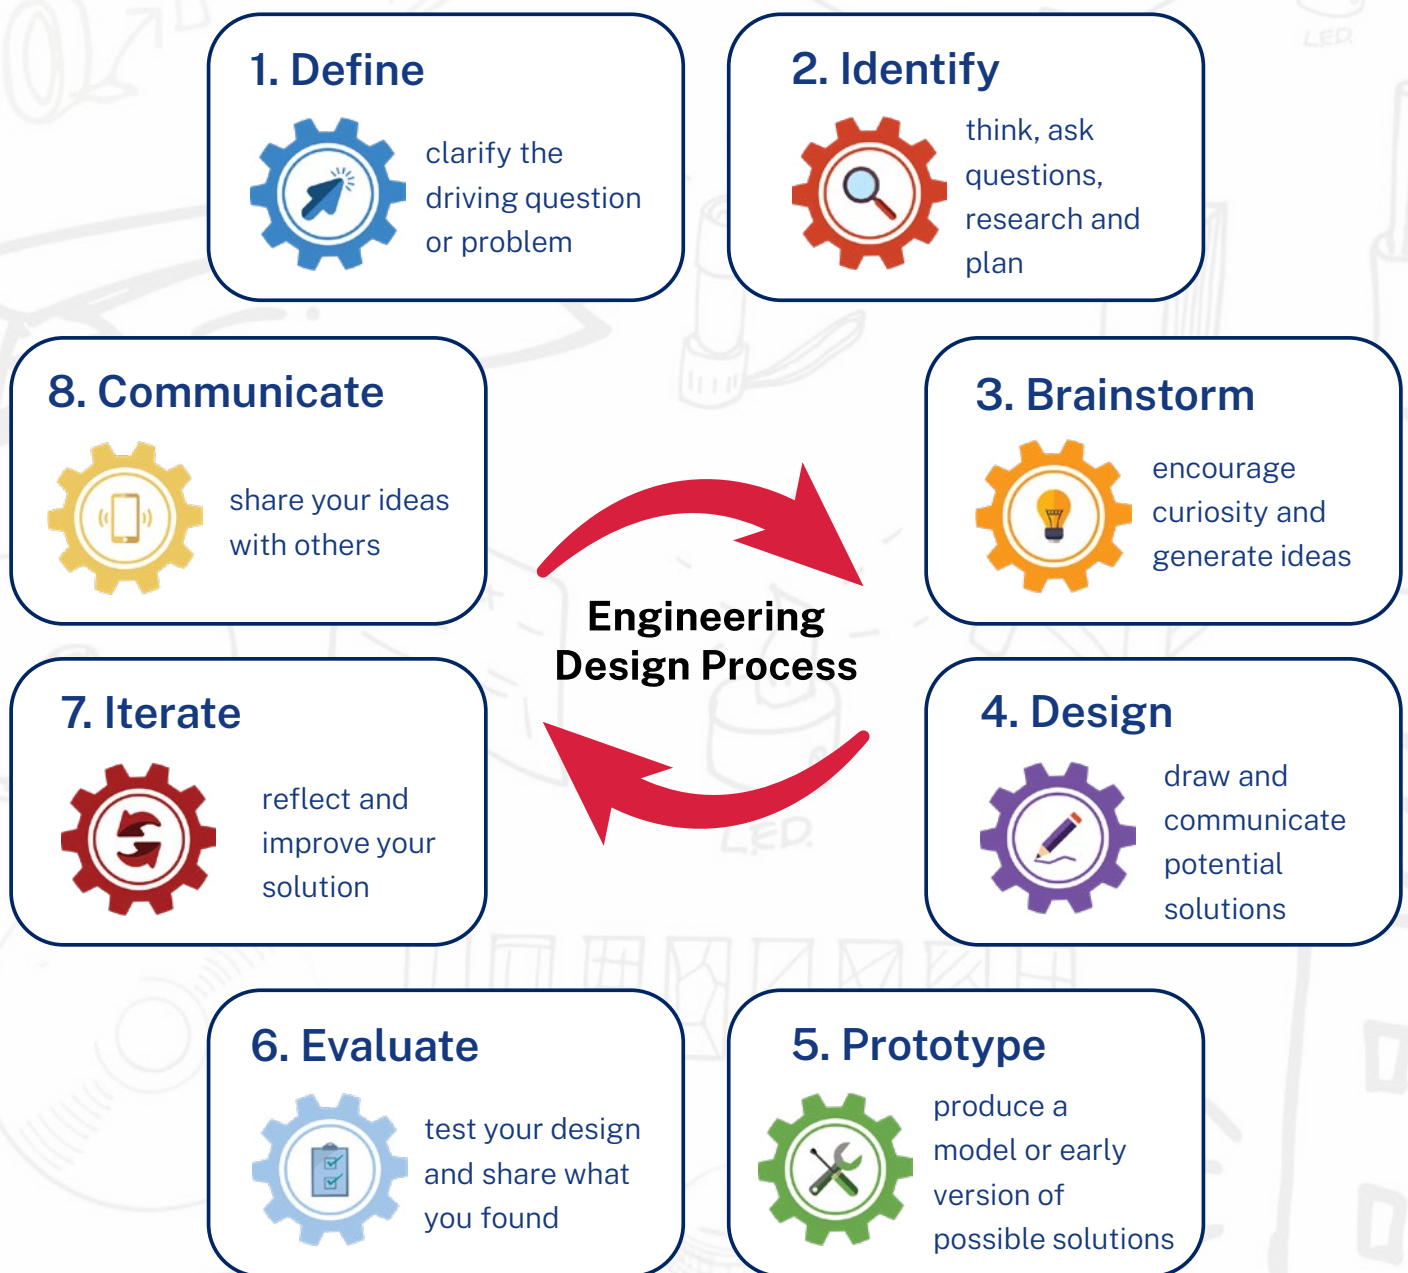 1. Define
clarify the
driving question
or problem
2. Identify
think, ask
questions,
research and
plan
3. Brainstorm
encourage
curiosity and
generate ideas
4. Design
draw and
communicate
potential
solutions
5. Prototype
produce a
model or early
version of
possible solutions
6. Evaluate
test your design
and share what
you found
7. Iterate
reflect and
improve your
solution
8. Communicate
share your ideas
with others
Engineering
Design Process
L.E.D.
L.E.D.